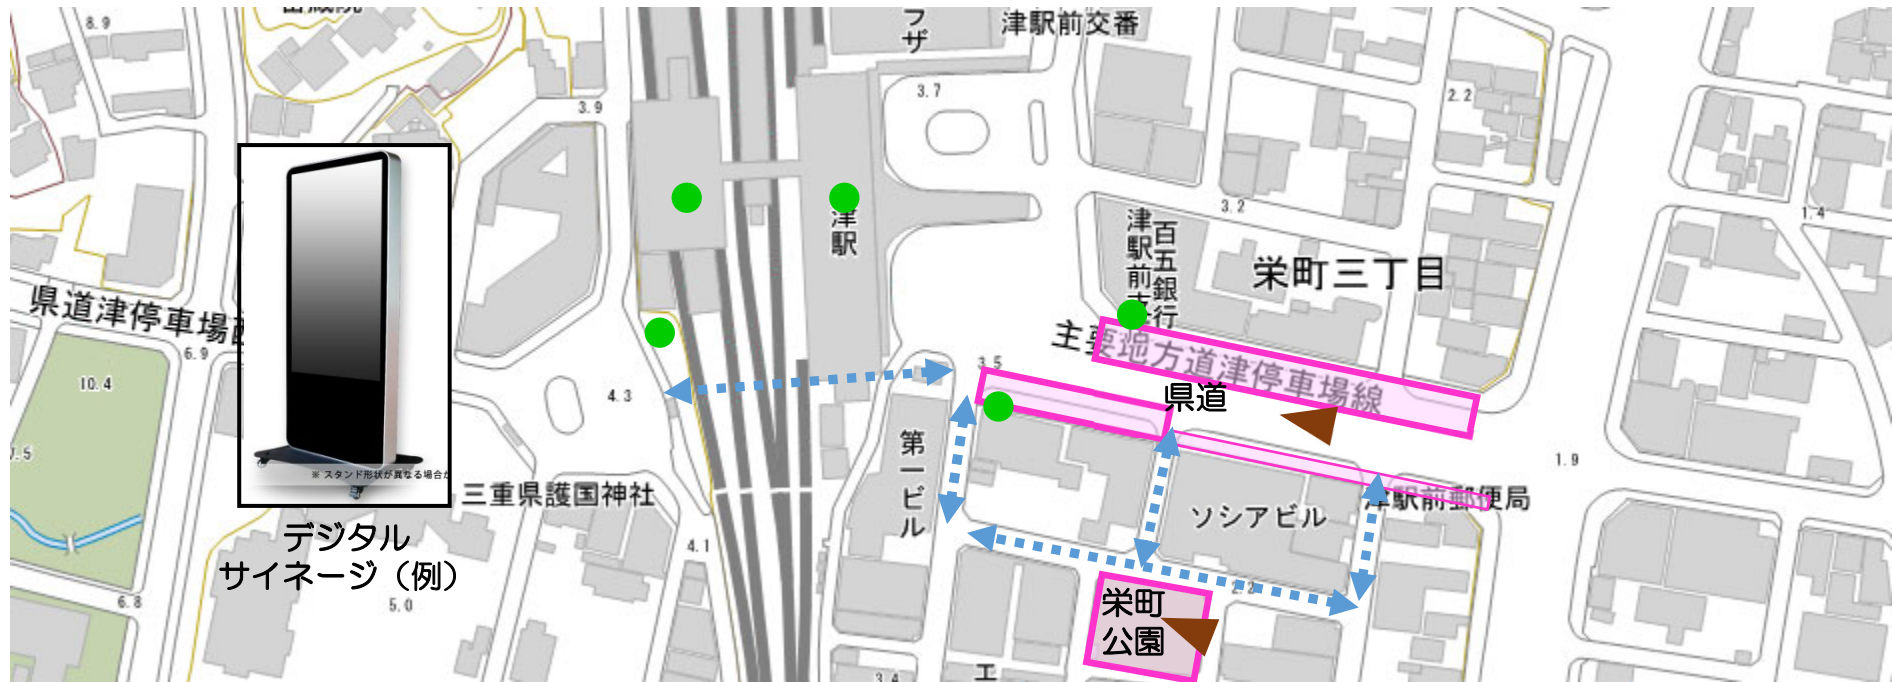 8.9
フザ
津駅前交番
3.7
2.2
3.9
3.2
1.4
津駅
百五銀行
津駅前支
栄町三丁目
県道津停車場
主要地方道津停車場線
6.9
10.4
4.3
3.5
県道
第一ビル
1.9
※ スタンド形状が異なる場合が
三重県護国神社
津駅前郵便局
ソシアビル
デジタル
サイネージ（例）
4.1
6.8
5.0
2.2
栄町
公園
エ
3.4